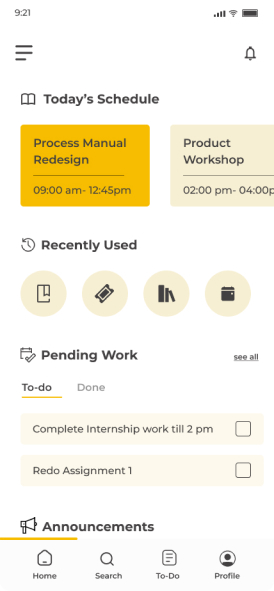 9:21
Today's Schedule
Process Manual
Redesign
09:00 am- 12:45pm
Product
Workshop
02:00 pm- 04:00p
Recently Used
Pending Work
see all
To-do
Done
Complete Internship work till 2 pm
Redo Assignment 1
Announcements
Home
Search
To-Do
Profile